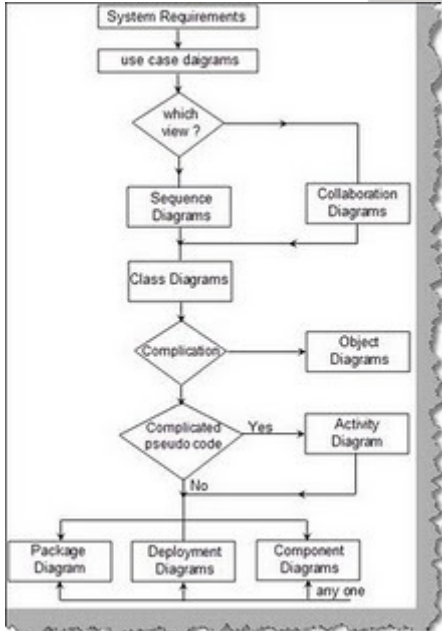 System Requirements
use case daigrams
which
view ?
Sequence
Diagrams
Collaboration
Diagrams
Class Diagrams
Complication
Object
Diagrams
Complicated
pseudo code
Yes
Activity
Diagram
No
Package
Diagram
Deployment
Diagrams
Component
Diagrams
any one